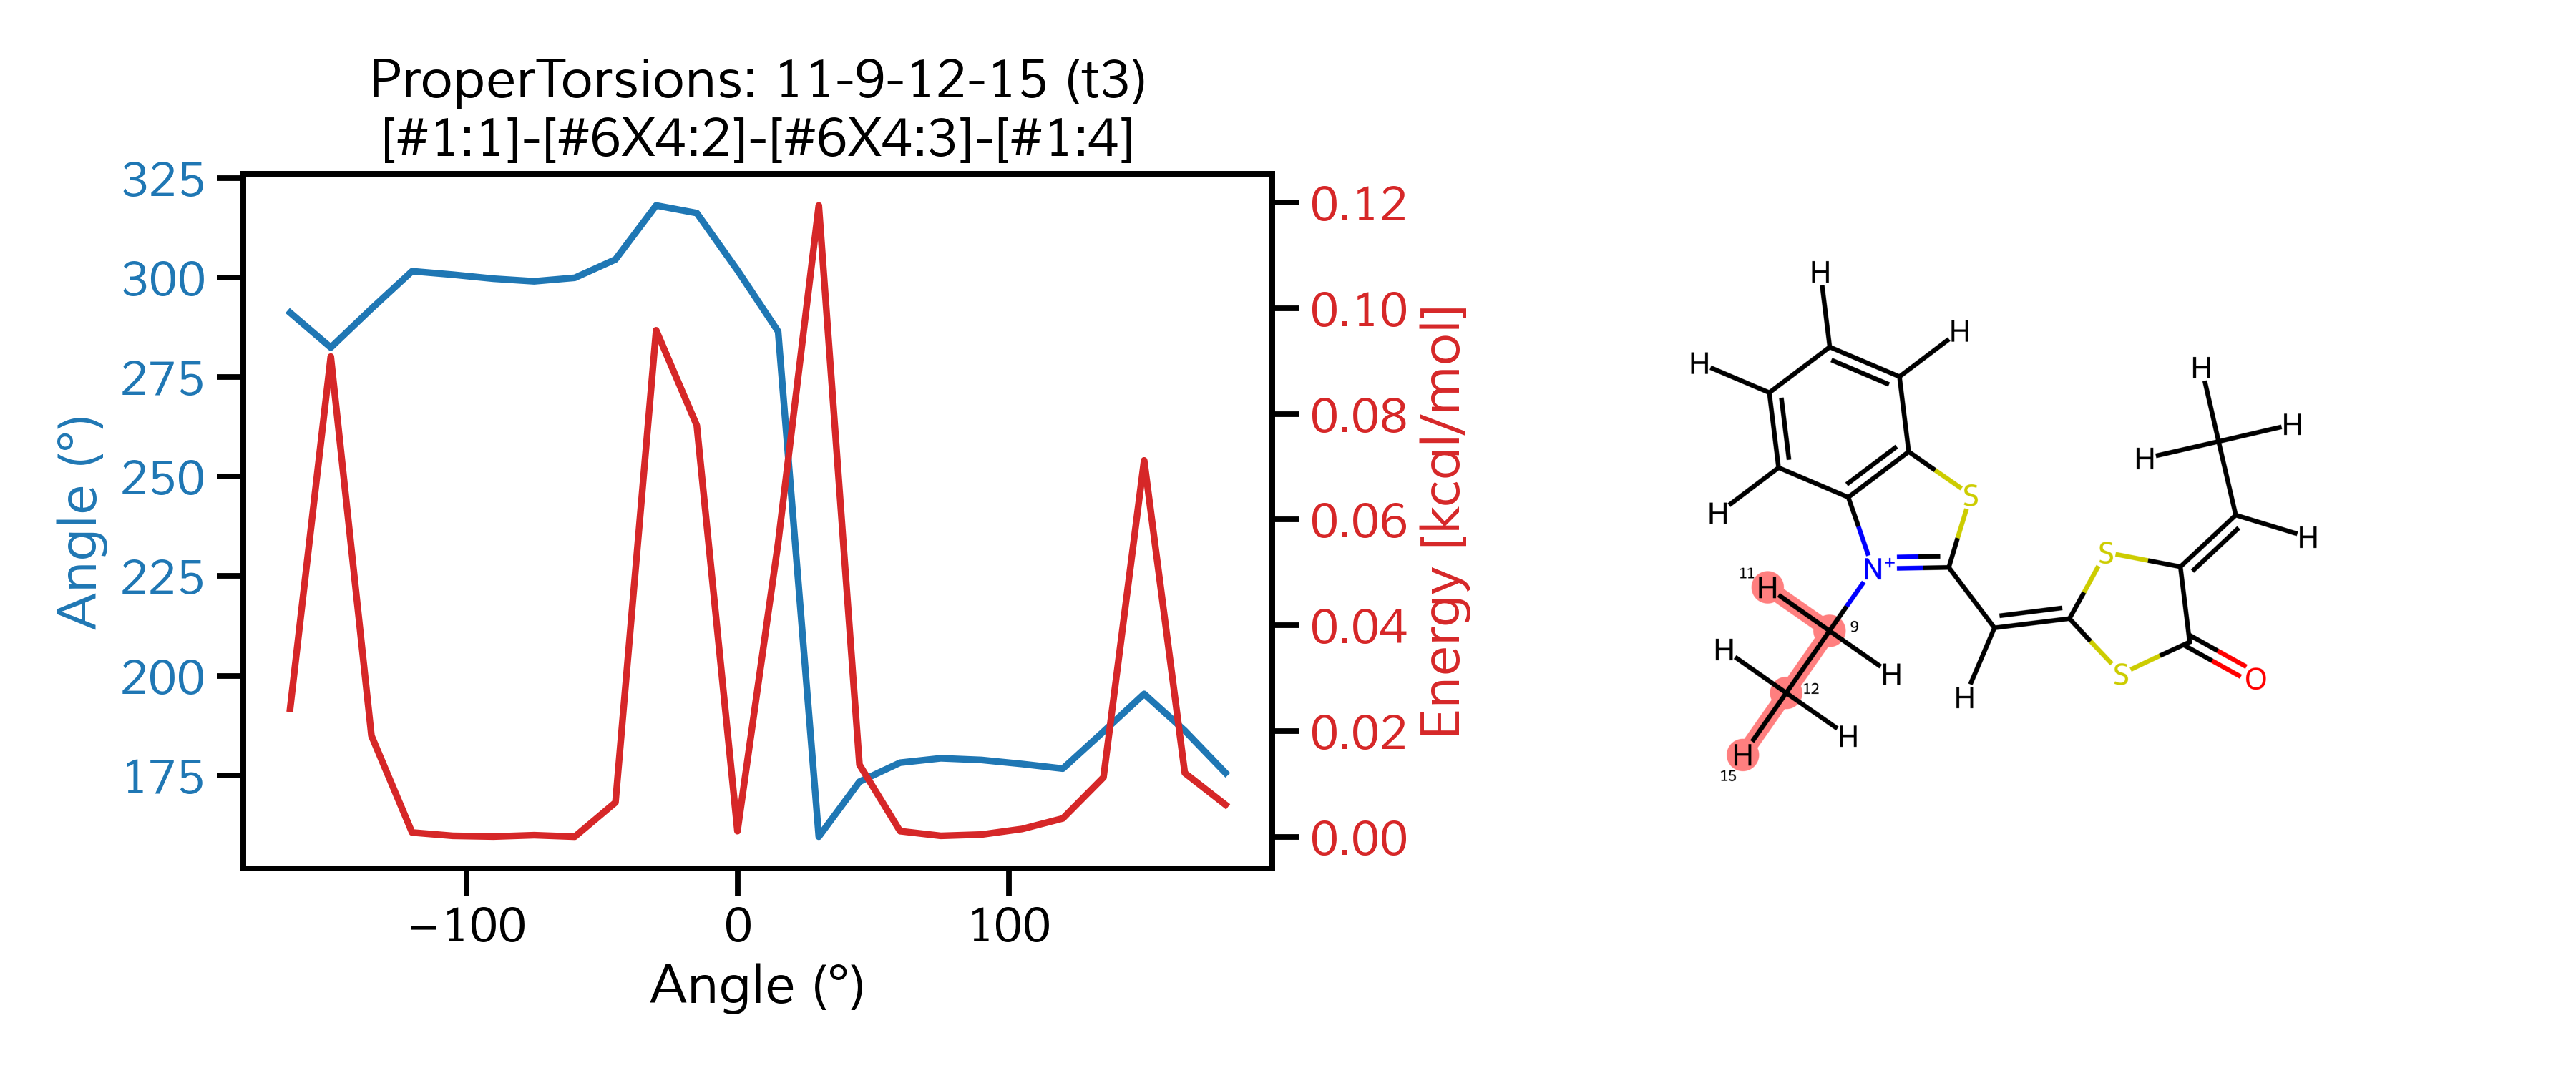 ProperTorsions: 11-9-12-15 (t3)
[#1:1]-[#6X4:2]-[#6X4:3]-[#1:4]
325
300
275
250
225
200
175
Angle (°)
0.12
0.10
0.08
0.06
0.04
0.02
0.00
Energy [kcal/mol]
−100
0
100
Angle (°)
H
H
H
H
H
H
H
S
H
H
S
N+
11
H
9
H
H
12
H
S
O
H
H
15